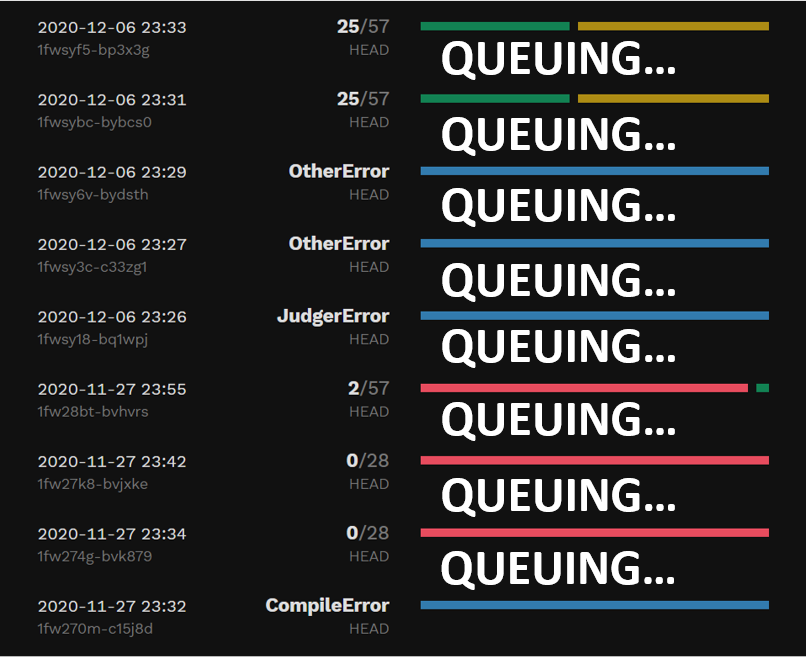 2020-12-06 23:33 25/57
1fwsyf5-bp3x3g HEAD
QUEUING...
2020-12-06 23:31 25/57
1fwsybc-bybcs0 HEAD
QUEUING...
2020-12-06 23:29 OtherError
1fwsy6v-bydsth HEAD
QUEUING...
2020-12-06 23:27 OtherError
1fwsy3c-c33zg1 HEAD
QUEUING...
2020-12-06 23:26 JudgerError
1fwsy18-bq1wpj HEAD
QUEUING...
2020-11-27 23:55 2/57
1fw28bt-bvhvrs HEAD
QUEUING...
2020-11-27 23:42 0/28
1fw27k8-bvjxke HEAD
QUEUING...
2020-11-27 23:34 0/28
1fw274g-bvk879 HEAD
QUEUING...
2020-11-27 23:32 CompileError
1fw270m-c15j8d HEAD